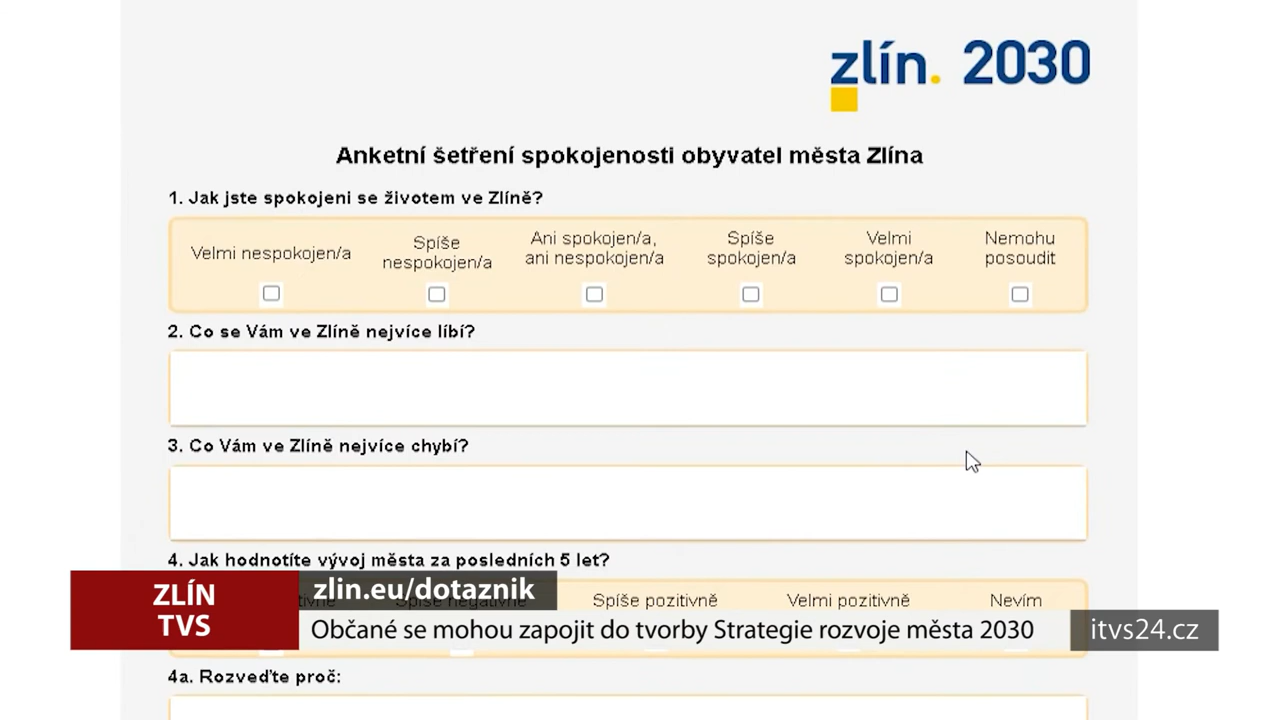 zlín. 2030
Anketní šetření spokojenosti obyvatel města Zlína
1. Jak jste spokojeni se životem ve Zlíně?
Velmi nespokojen/a
Spíše
nespokojen/a
Ani spokojen/a,
ani nespokojen/a
Spíše
spokojen/a
Velmi
spokojen/a
Nemohu
posoudit
2. Co se Vám ve Zlíně nejvíce líbí?
3. Co Vám ve Zlíně nejvíce chybí?
4. Jak hodnotíte vývoj města za posledních 5 let?
Spíše negativně
Spíše pozitivně
Velmi pozitivně
Nevím
ZLÍN
TVS
zlin.eu/dotaznik
Občané se mohou zapojit do tvorby Strategie rozvoje města 2030
itvs24.cz
4a. Rozveďte proč: